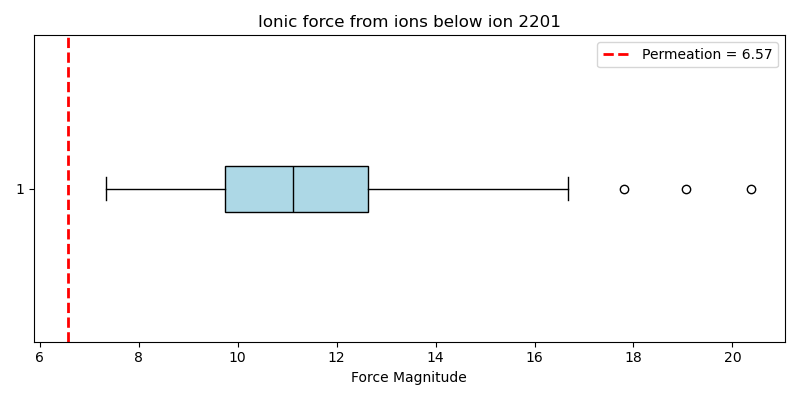 Ionic force from ions below ion 2201
Permeation = 6.57
1
6 8 10 12 14 16 18 20
Force Magnitude